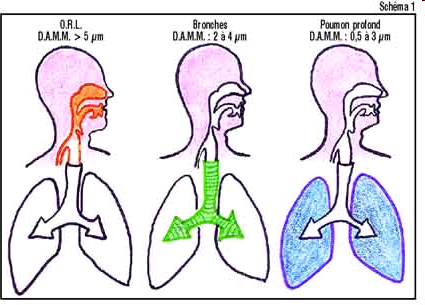 Schéma 1
O.R.L.
D.A.M.M. > 5 µm
Bronches
D.A.M.M. : 2 à 4 µm
Poumon profond
D.A.M.M. : 0,5 à 3 µm